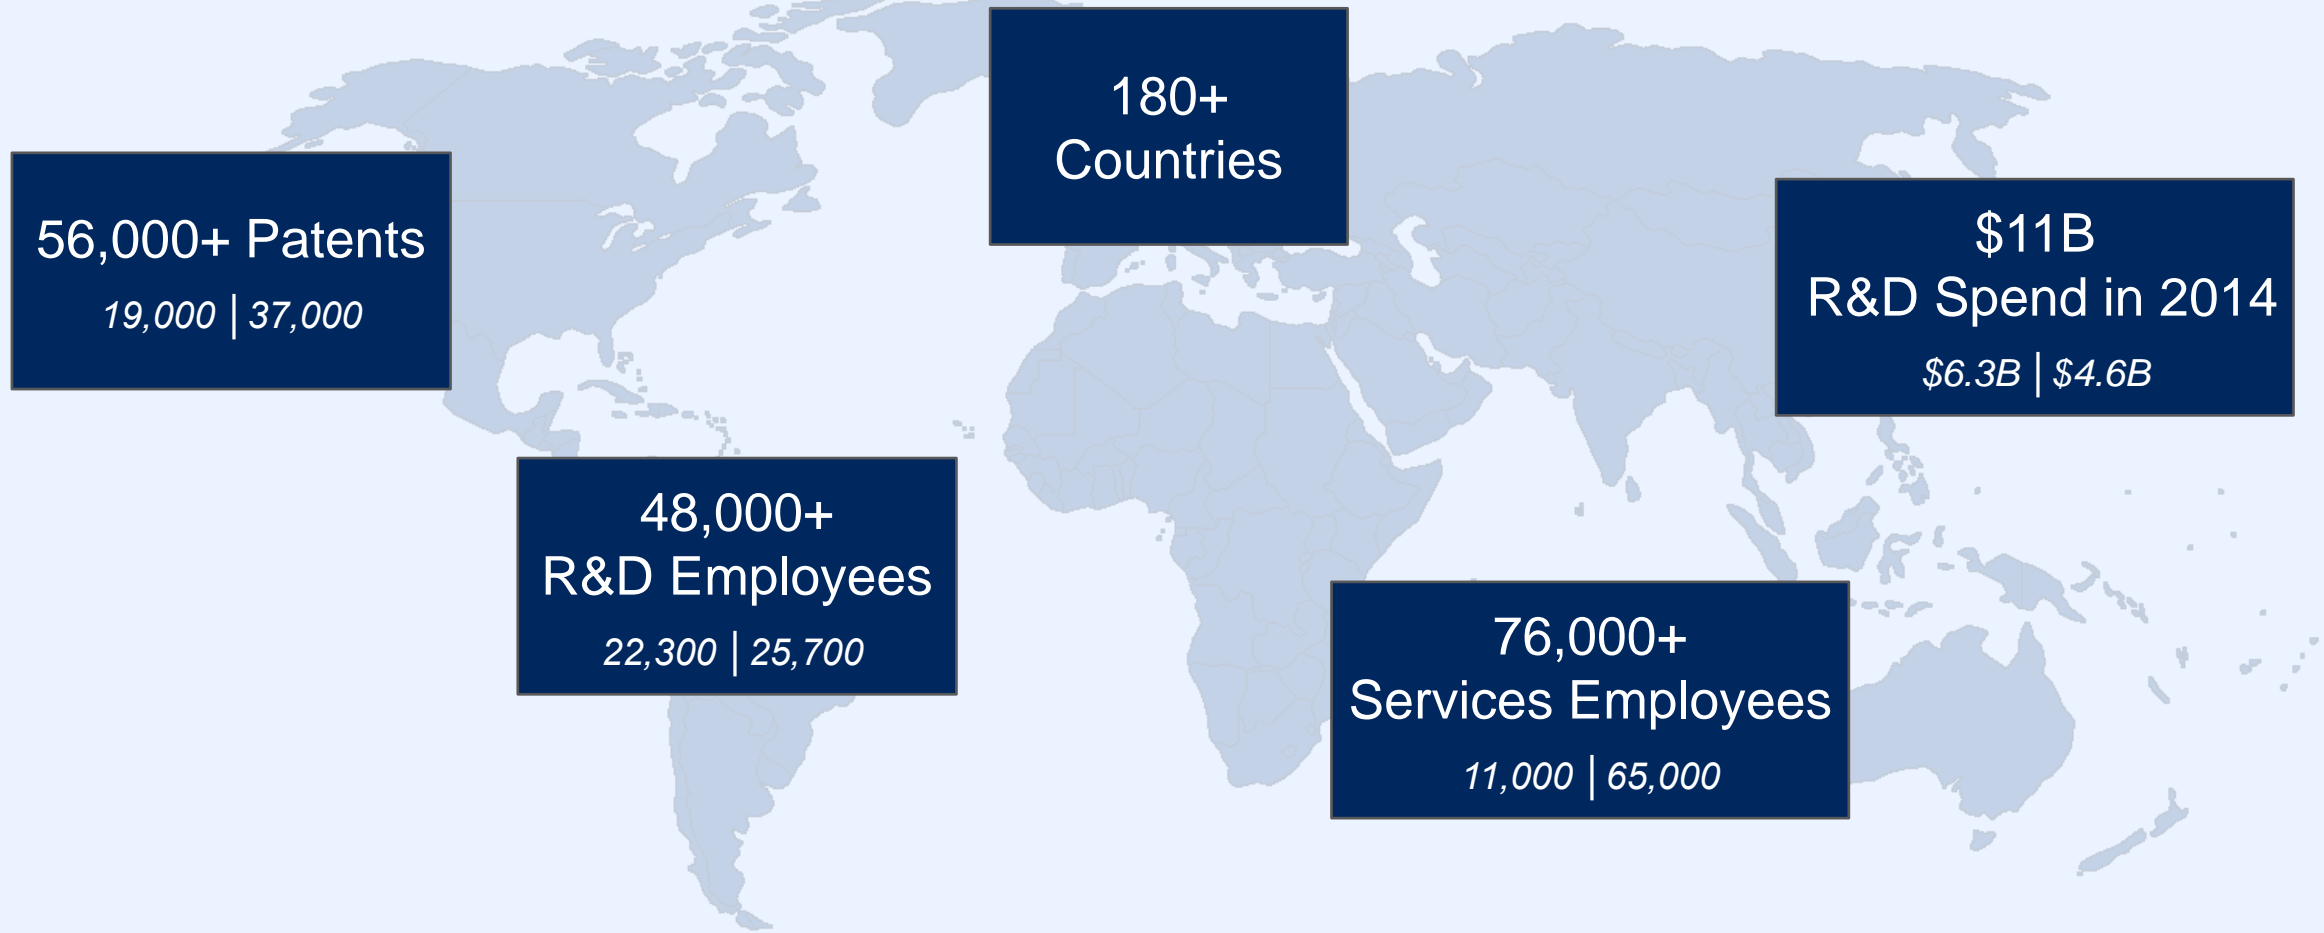 180+
Countries
56,000+ Patents
19,000 | 37,000
$11B
R&D Spend in 2014
$6.3B | $4.6B
48,000+
R&D Employees
22,300 | 25,700
76,000+
Services Employees
11,000 | 65,000